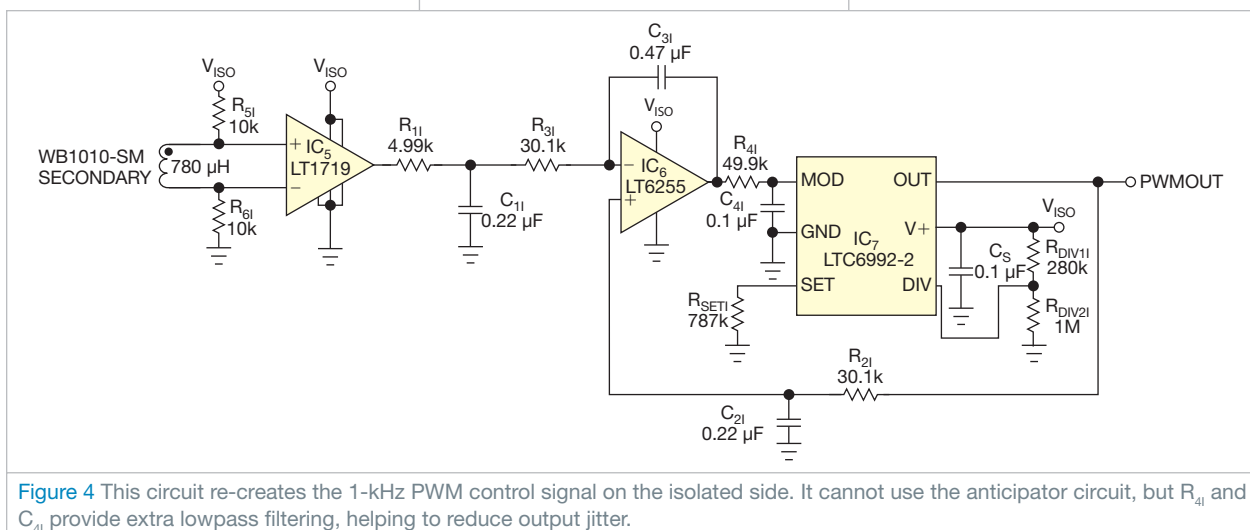 C3I
0.47 µF
VISO
VISO
VISO
R5I
10k
WB1010-SM
SECONDARY
780 µH
+
IC5
LT1719
−
R6I
10k
R1I
4.99k
C1I
0.22 µF
R3I
30.1k
−
IC6
LT6255
+
R4I
49.9k
C4I
0.1 µF
MOD
OUT
PWMOUT
GND
V+
VISO
IC7
LTC6992-2
SET
DIV
CS
0.1 µF
RDIV1I
280k
RDIV2I
1M
RSETI
787k
R2I
30.1k
C2I
0.22 µF
Figure 4 This circuit re-creates the 1-kHz PWM control signal on the isolated side. It cannot use the anticipator circuit, but R4I and
C4I provide extra lowpass filtering, helping to reduce output jitter.